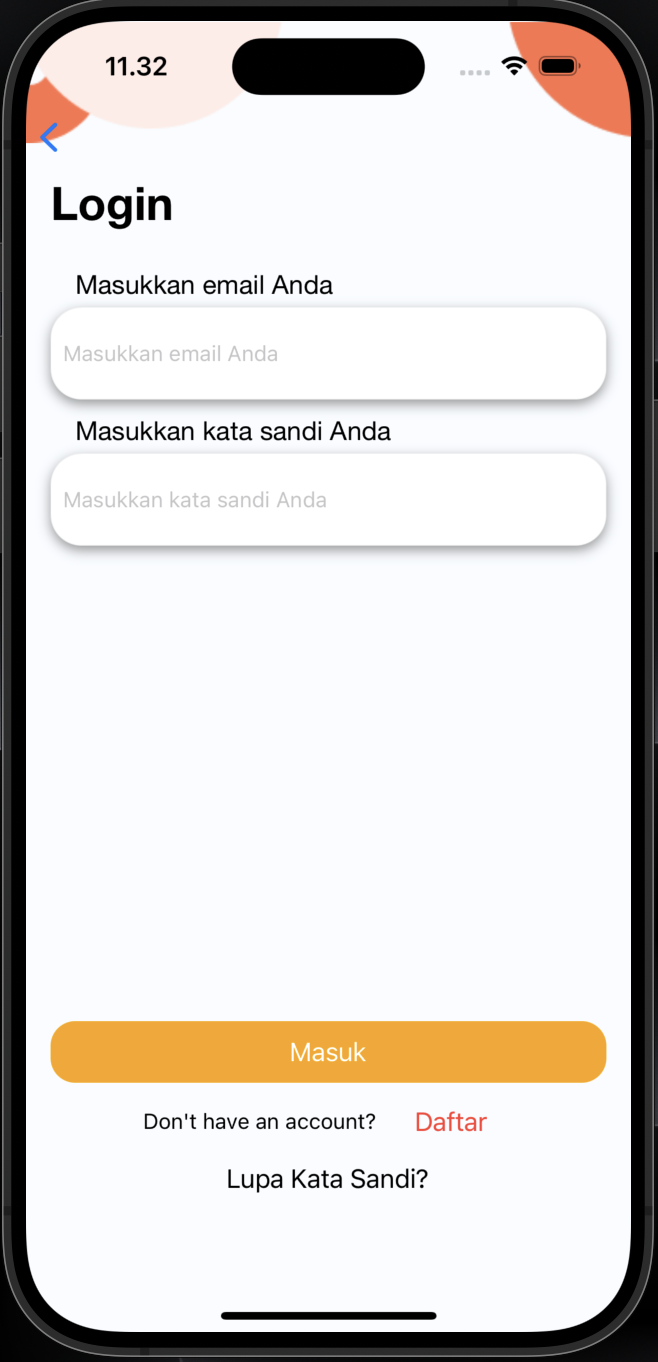 11.32
Login
Masukkan email Anda
Masukkan email Anda
Masukkan kata sandi Anda
Masukkan kata sandi Anda
Masuk
Don't have an account? Daftar
Lupa Kata Sandi?